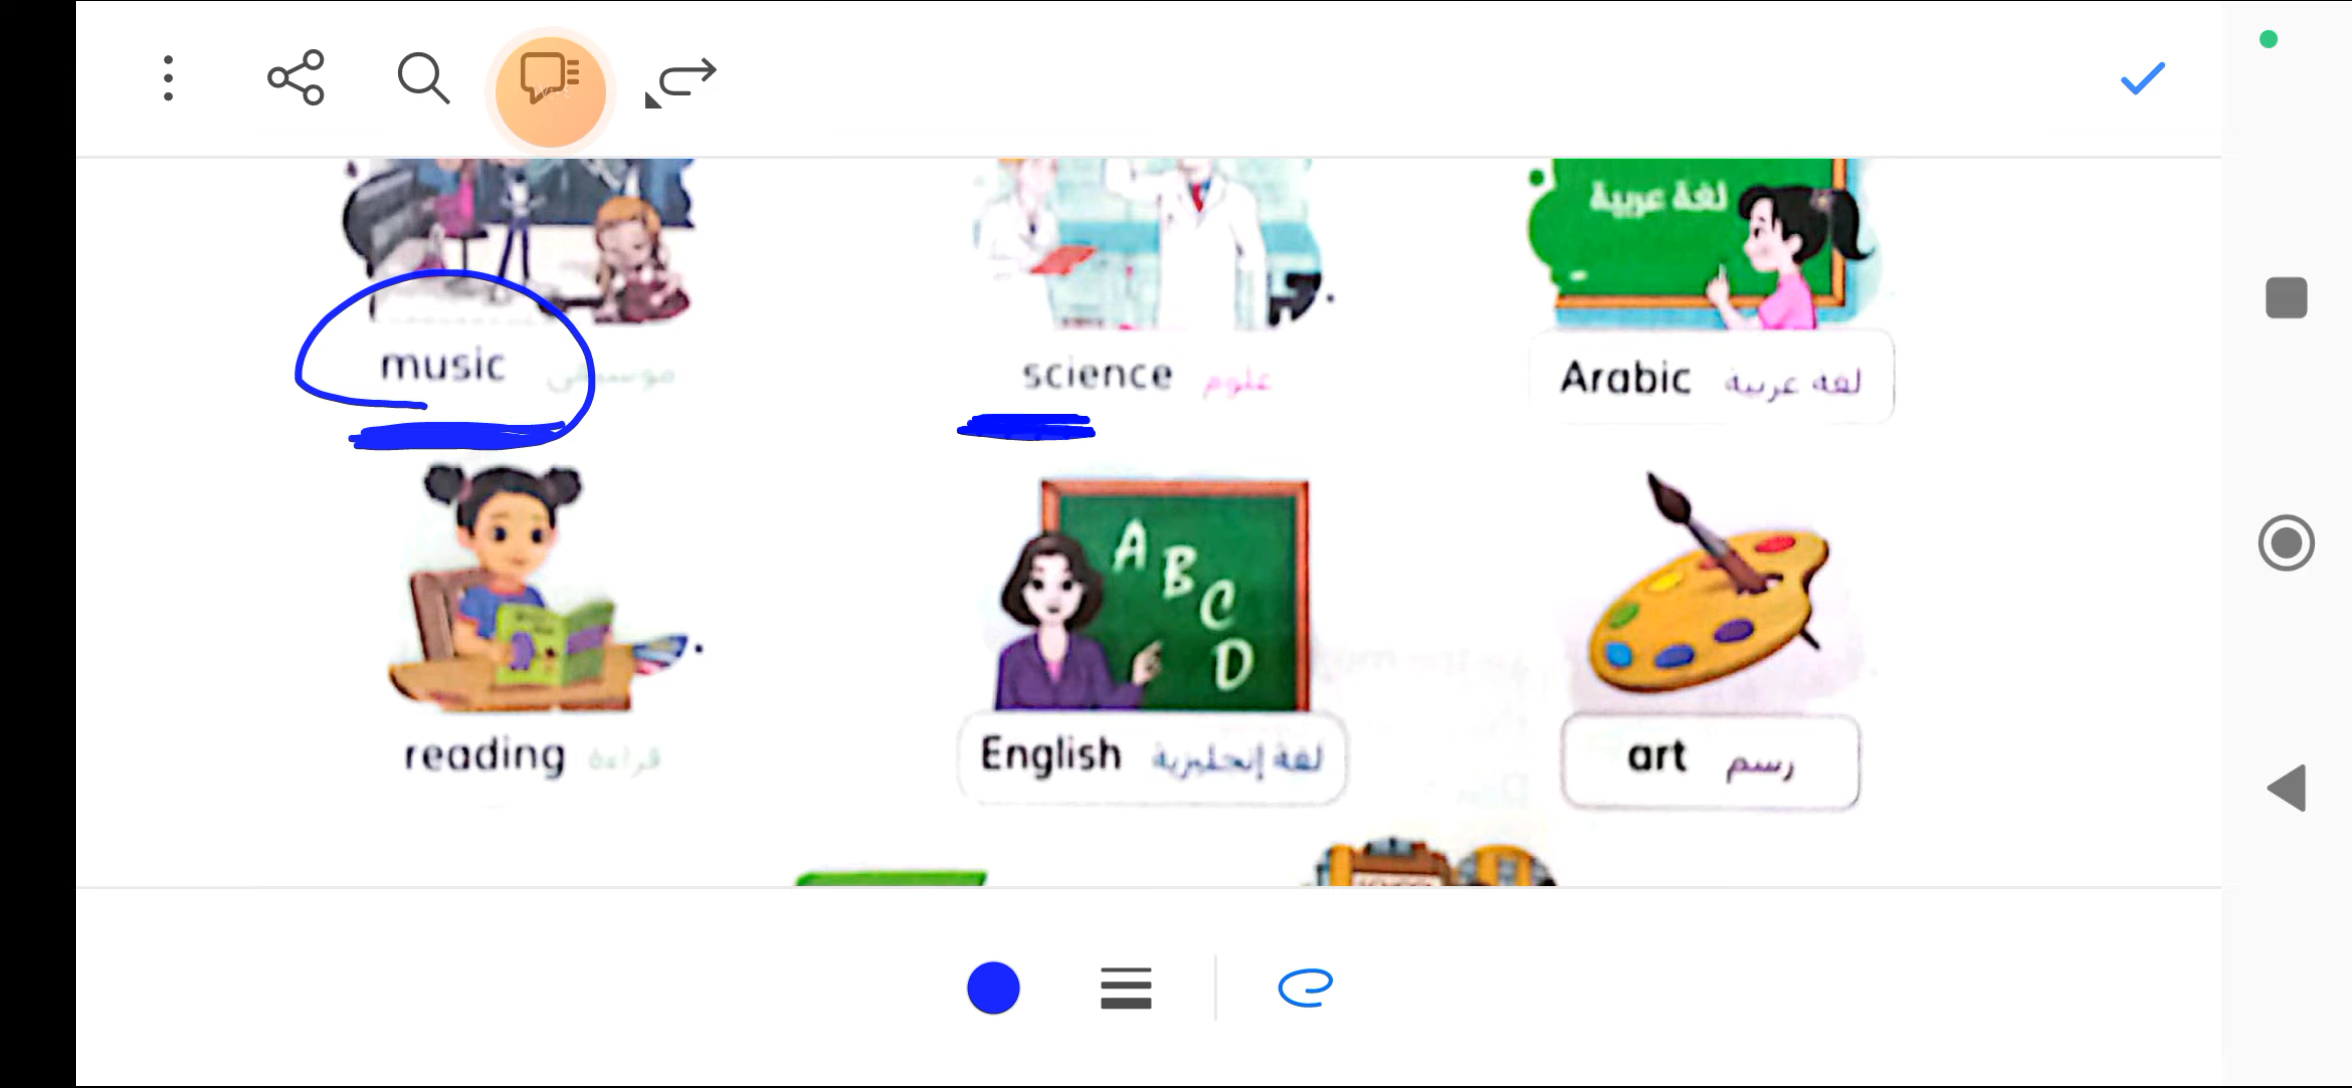 لغة عربية
music موسيقى
science علوم
Arabic لغة عربية
A B C D
reading قراءة
English لغة إنجليزية
art رسم